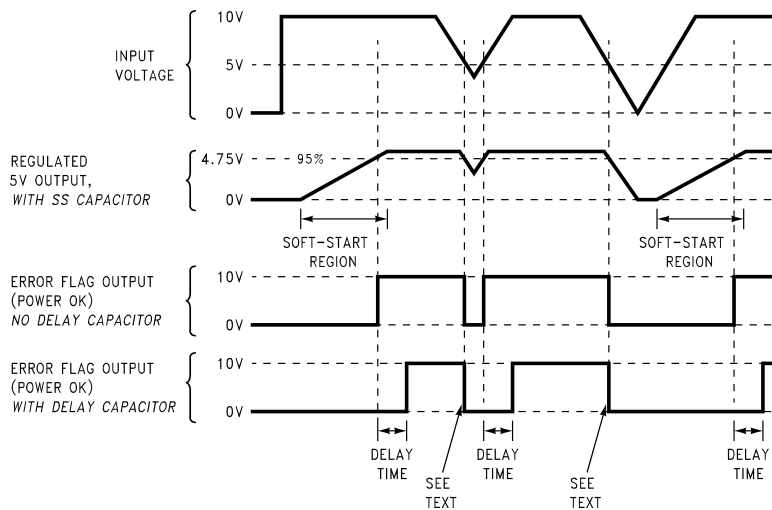 INPUT
VOLTAGE
10V
5V
0V
REGULATED
5V OUTPUT,
WITH SS CAPACITOR
4.75V
95%
0V
SOFT-START
REGION
SOFT-START
REGION
ERROR FLAG OUTPUT
(POWER OK)
NO DELAY CAPACITOR
10V
0V
ERROR FLAG OUTPUT
(POWER OK)
WITH DELAY CAPACITOR
10V
0V
DELAY
TIME
SEE
TEXT
DELAY
TIME
SEE
TEXT
DELAY
TIME